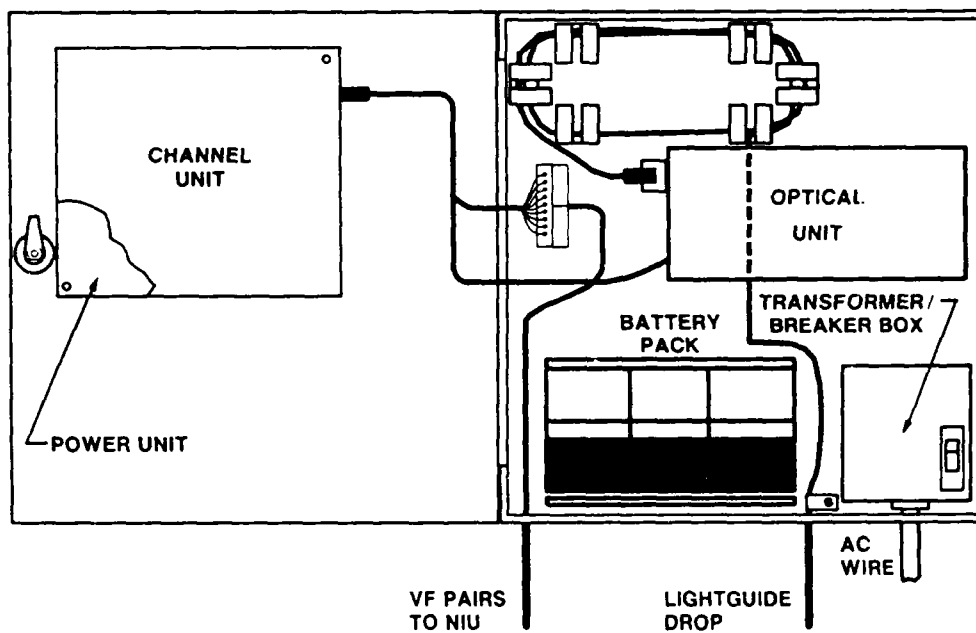 CHANNEL
UNIT
OPTICAL
UNIT
TRANSFORMER/
BREAKER BOX
BATTERY
PACK
POWER UNIT
AC
WIRE
VF PAIRS
TO NIU
LIGHTGUIDE
DROP